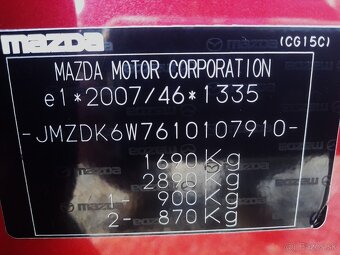 mazda (CG15C)
MAZDA MOTOR CORPORATION
e1*2007/46*1335
-JMZDK6W7610107910-
1690Kg
2890Kg
1- 900Kg
2- 870Kg